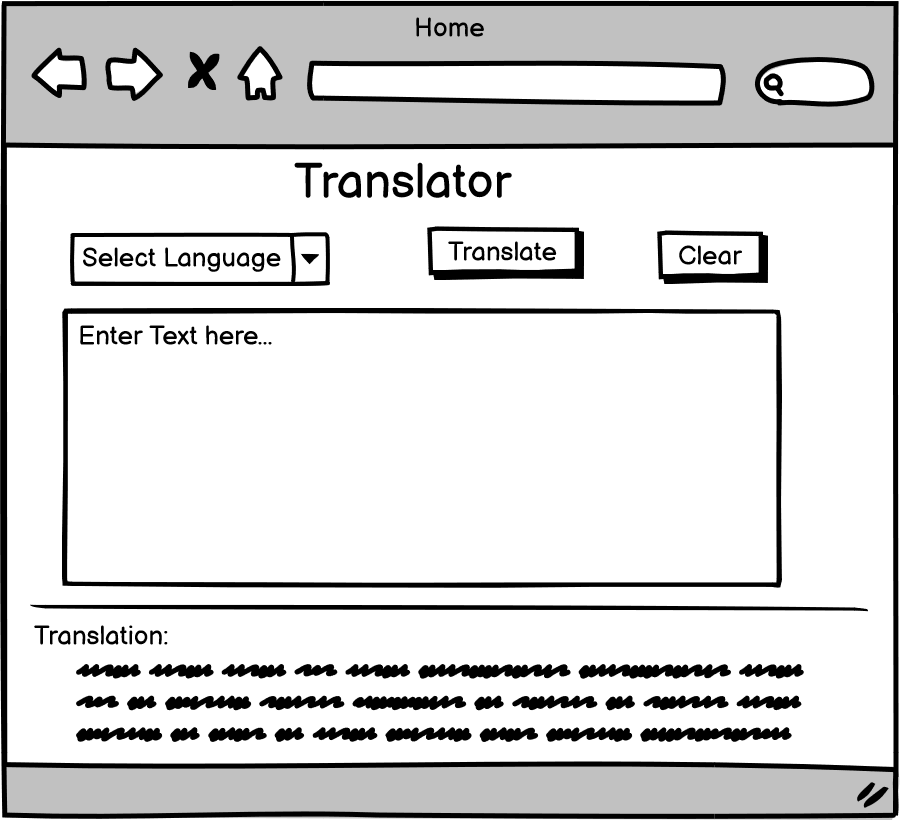 Home
Translator
Select Language
Translate
Clear
Enter Text here...
Translation: